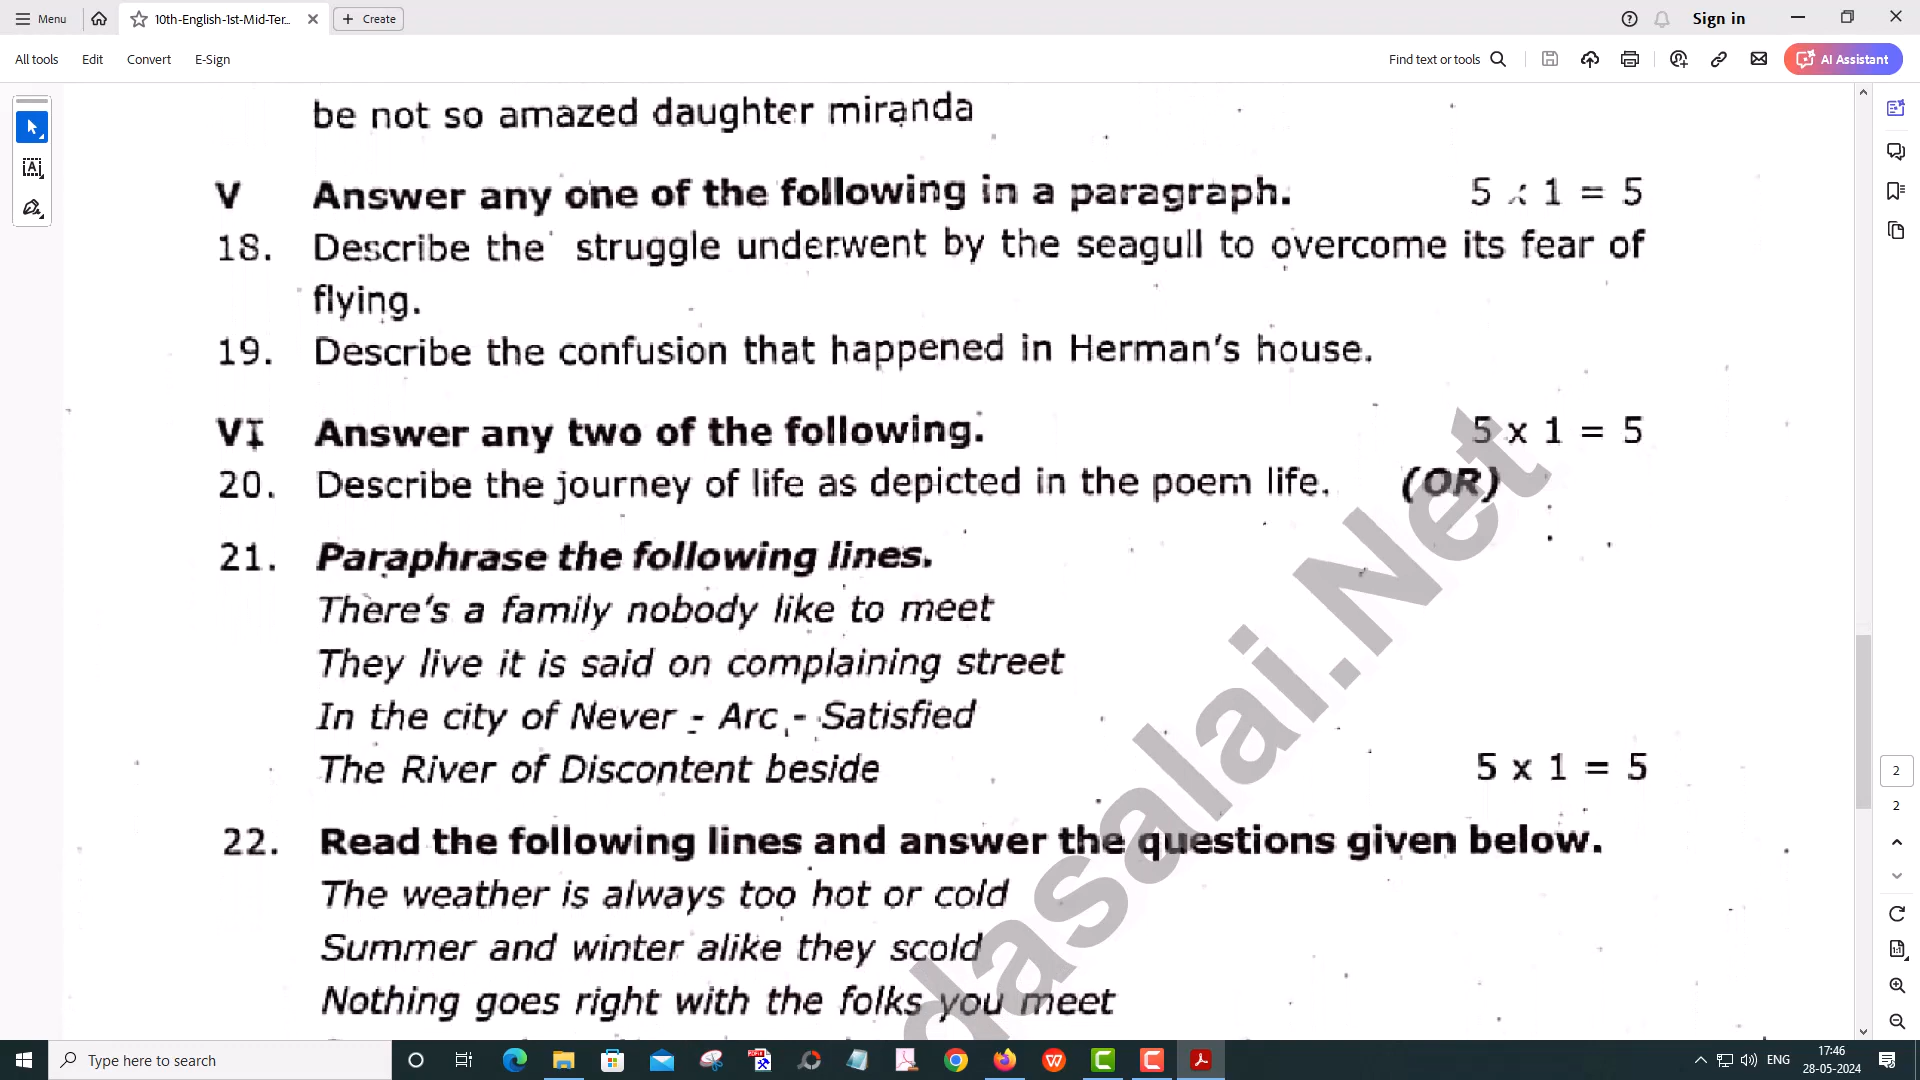 Menu
10th-English-1st-Mid-Ter...
Create
Sign in
All tools
Edit
Convert
E-Sign
Find text or tools
AI Assistant
be not so amazed daughter miranda
V Answer any one of the following in a paragraph. 5 x 1 = 5
18. Describe the struggle underwent by the seagull to overcome its fear of
flying.
19. Describe the confusion that happened in Herman's house.
VI Answer any two of the following. 5 x 1 = 5
20. Describe the journey of life as depicted in the poem life. (OR)
21. Paraphrase the following lines.
There's a family nobody like to meet
They live it is said on complaining street
In the city of Never - Arc - Satisfied
The River of Discontent beside 5 x 1 = 5
22. Read the following lines and answer the questions given below.
The weather is always too hot or cold
Summer and winter alike they scold
Nothing goes right with the folks you meet
dasalai.Net
2
2
Type here to search
ENG
17:46
28-05-2024